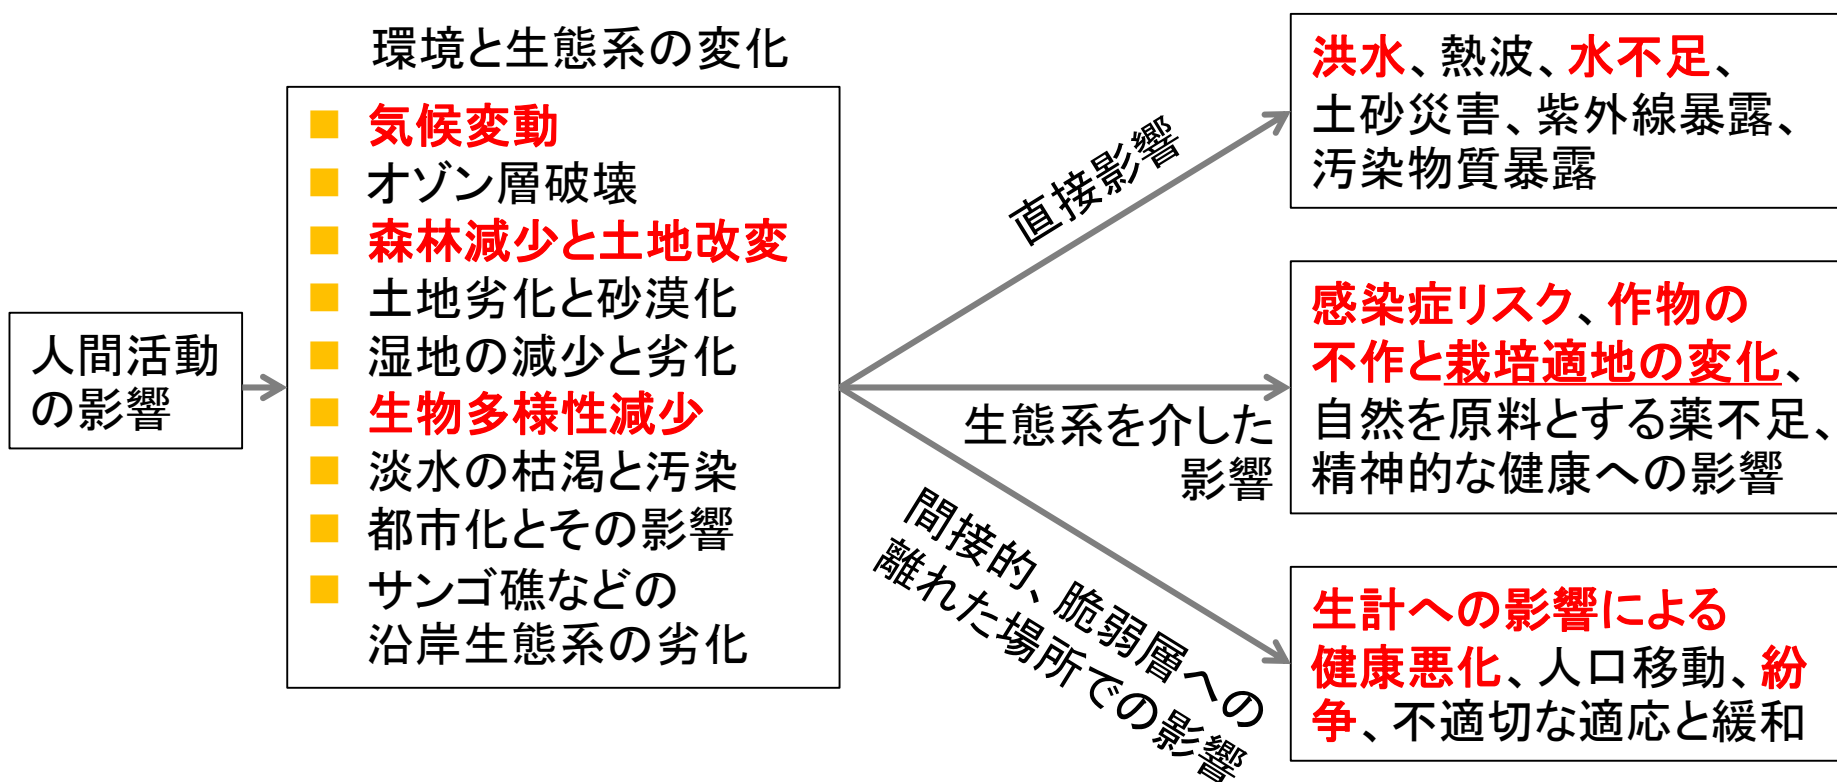 人間活動
の影響
環境と生態系の変化
気候変動
オゾン層破壊
森林減少と土地改変
土地劣化と砂漠化
湿地の減少と劣化
生物多様性減少
淡水の枯渇と汚染
都市化とその影響
サンゴ礁などの
沿岸生態系の劣化
直接影響
洪水、熱波、水不足、
土砂災害、紫外線暴露、
汚染物質暴露
生態系を介した
影響
感染症リスク、作物の
不作と栽培適地の変化、
自然を原料とする薬不足、
精神的な健康への影響
間接的、脆弱層への
離れた場所での影響
生計への影響による
健康悪化、人口移動、紛
争、不適切な適応と緩和